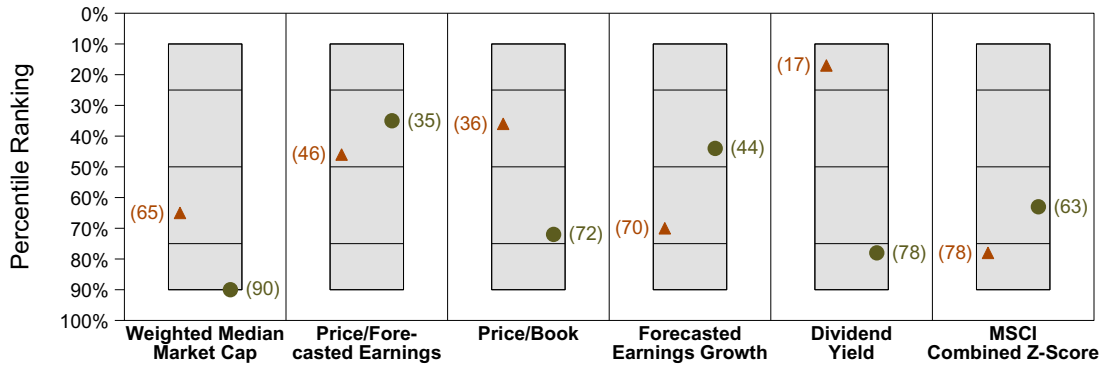 Percentile Ranking
0%
10%
20%
30%
40%
50%
60%
70%
80%
90%
100%
(65)
(90)
(46)
(35)
(36)
(72)
(70)
(44)
(17)
(78)
(78)
(63)
Weighted Median
Market Cap
Price/Fore-
casted Earnings
Price/Book
Forecasted
Earnings Growth
Dividend
Yield
MSCI
Combined Z-Score